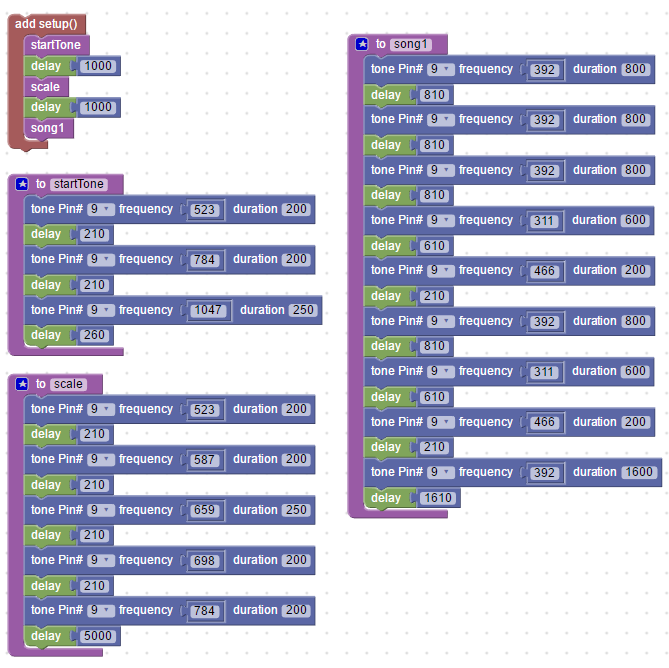 add setup()
startTone
delay 1000
scale
delay 1000
song1
to startTone
tone Pin# 9 frequency 523 duration 200
delay 210
tone Pin# 9 frequency 784 duration 200
delay 210
tone Pin# 9 frequency 1047 duration 250
delay 260
to scale
tone Pin# 9 frequency 523 duration 200
delay 210
tone Pin# 9 frequency 587 duration 200
delay 210
tone Pin# 9 frequency 659 duration 250
delay 210
tone Pin# 9 frequency 698 duration 200
delay 210
tone Pin# 9 frequency 784 duration 200
delay 5000
to song1
tone Pin# 9 frequency 392 duration 800
delay 810
tone Pin# 9 frequency 392 duration 800
delay 810
tone Pin# 9 frequency 392 duration 800
delay 810
tone Pin# 9 frequency 311 duration 600
delay 610
tone Pin# 9 frequency 466 duration 200
delay 210
tone Pin# 9 frequency 392 duration 800
delay 810
tone Pin# 9 frequency 311 duration 600
delay 610
tone Pin# 9 frequency 466 duration 200
delay 210
tone Pin# 9 frequency 392 duration 1600
delay 1610